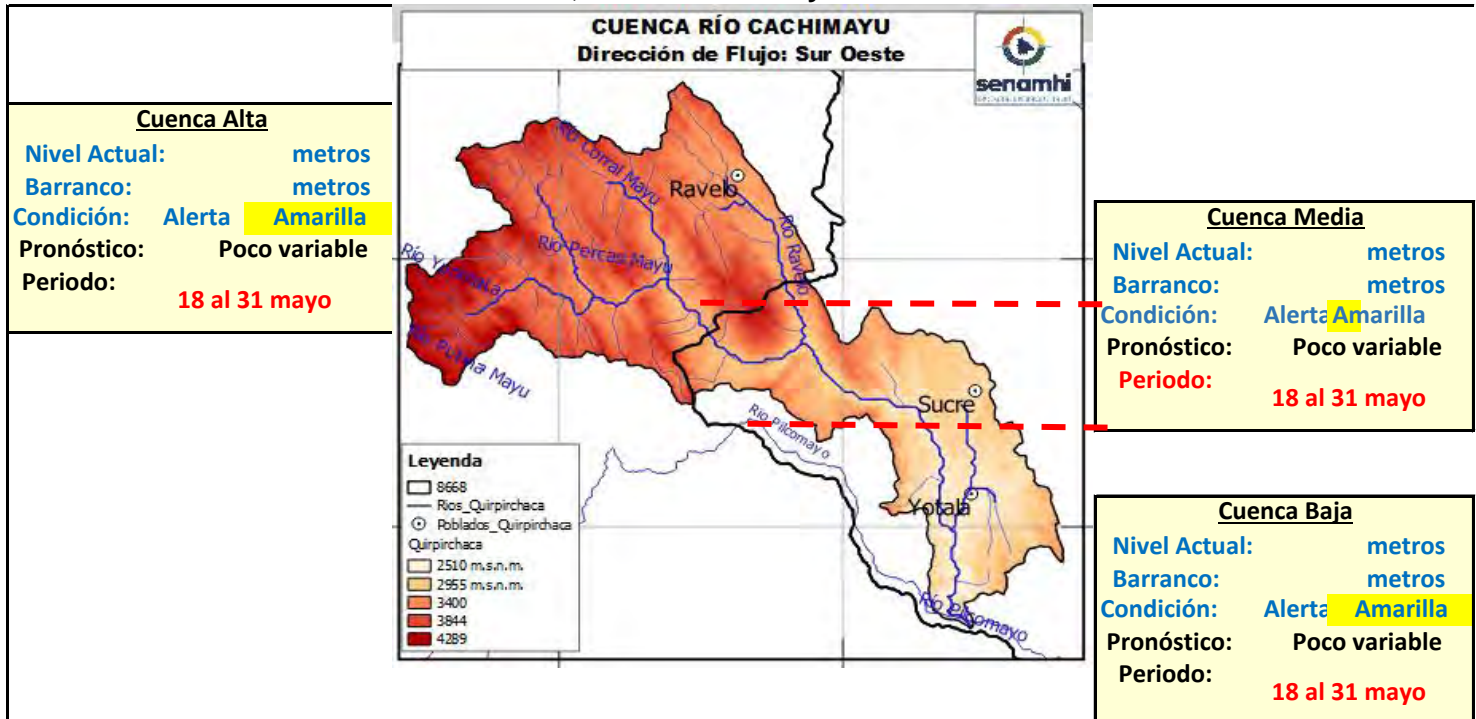 CUENCA RÍO CACHIMAYU
Dirección de Flujo: Sur Oeste
senamhi
Cuenca Alta
Nivel Actual: metros
Barranco: metros
Condición: Alerta Amarilla
Pronóstico: Poco variable
Periodo:
18 al 31 mayo
Río Corral Mayu
Ravelo
Río Ravelo
Río Percas Mayu
Mayu
Sucre
Río Pilcomayo
Yotala
Río Pilcomayo
Leyenda
8668
Rios_Quirpirchaca
Poblados_Quirpirchaca
Quirpirchaca
2510 m.s.n.m.
2955 m.s.n.m.
3400
3844
4289
Cuenca Media
Nivel Actual: metros
Barranco: metros
Condición: Alerta Amarilla
Pronóstico: Poco variable
Periodo:
18 al 31 mayo
Cuenca Baja
Nivel Actual: metros
Barranco: metros
Condición: Alerta Amarilla
Pronóstico: Poco variable
Periodo:
18 al 31 mayo